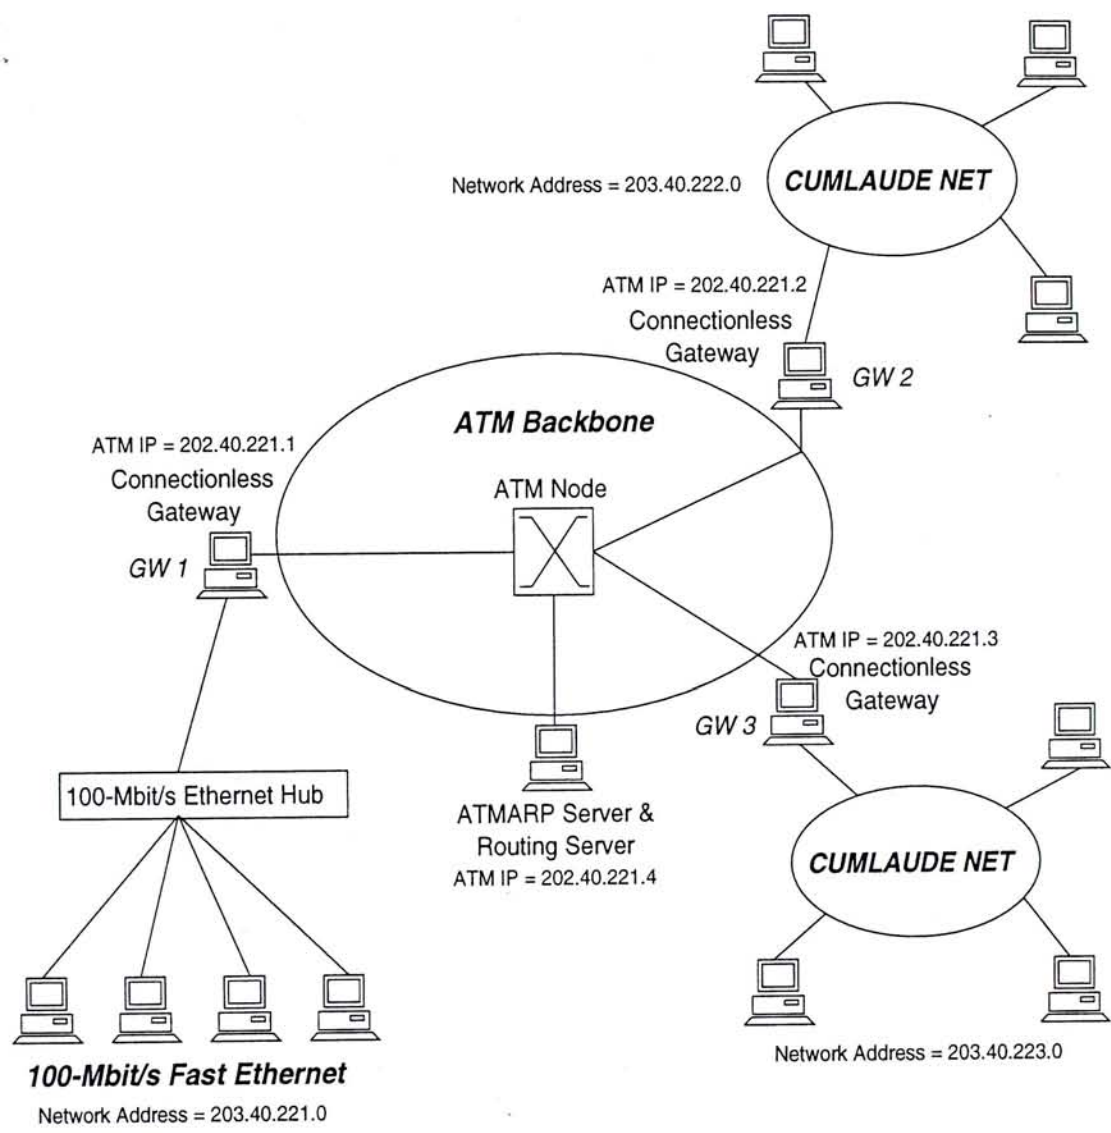 CUMLAUDE NET
Network Address = 203.40.222.0
ATM IP = 202.40.221.2
Connectionless
Gateway
GW 2
ATM Backbone
ATM IP = 202.40.221.1
Connectionless
Gateway
GW 1
ATM Node
ATM IP = 202.40.221.3
Connectionless
Gateway
GW 3
100-Mbit/s Ethernet Hub
ATMARP Server &
Routing Server
ATM IP = 202.40.221.4
CUMLAUDE NET
Network Address = 203.40.223.0
100-Mbit/s Fast Ethernet
Network Address = 203.40.221.0